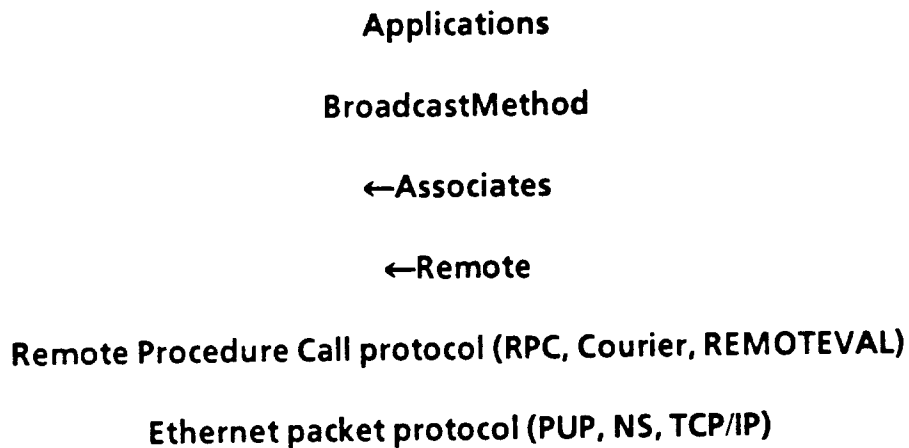 Applications
BroadcastMethod
←Associates
←Remote
Remote Procedure Call protocol (RPC, Courier, REMOTEVAL)
Ethernet packet protocol (PUP, NS, TCP/IP)